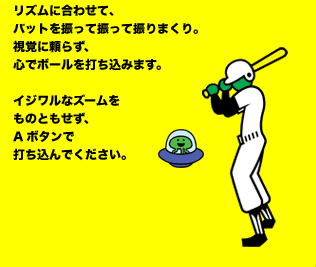 リズムに合わせて、
バットを振って振って振りまくり。
視覚に頼らず、
心でボールを打ち込みます。
イジワルなズームを
ものともせず、
A ボタンで
打ち込んでください。